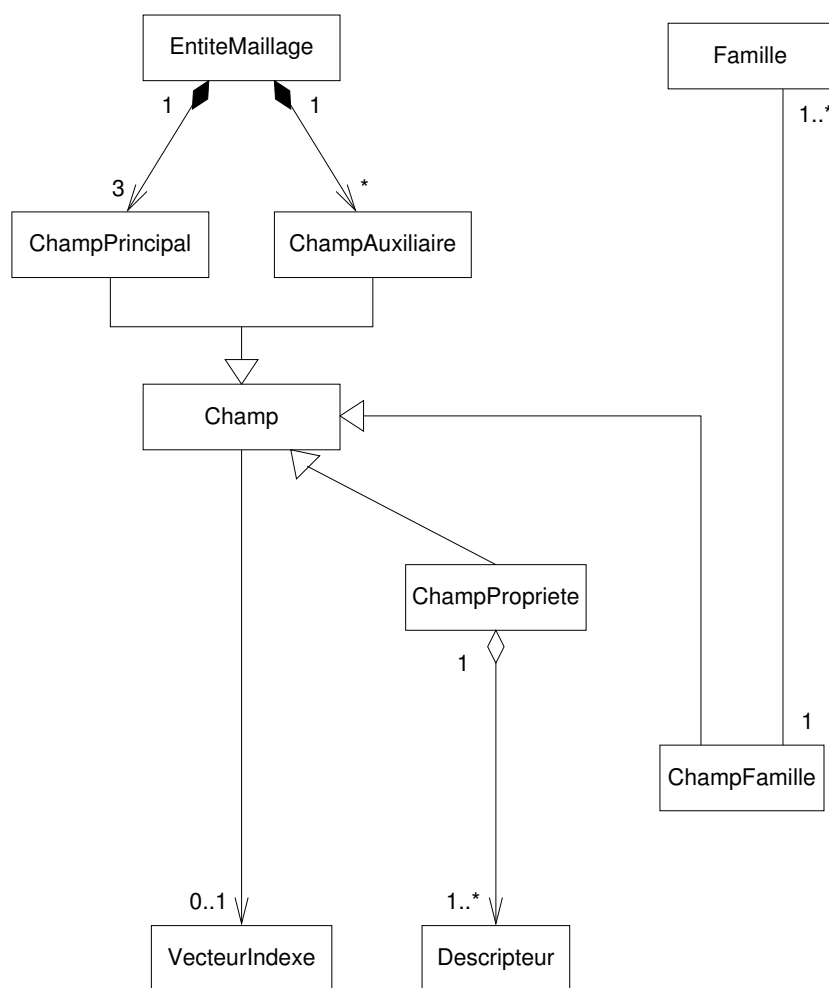 EntiteMaillage
Famille
1
1
1..*
3
*
ChampPrincipal
ChampAuxiliaire
Champ
ChampPropriete
1
1
ChampFamille
0..1
1..*
VecteurIndexe
Descripteur